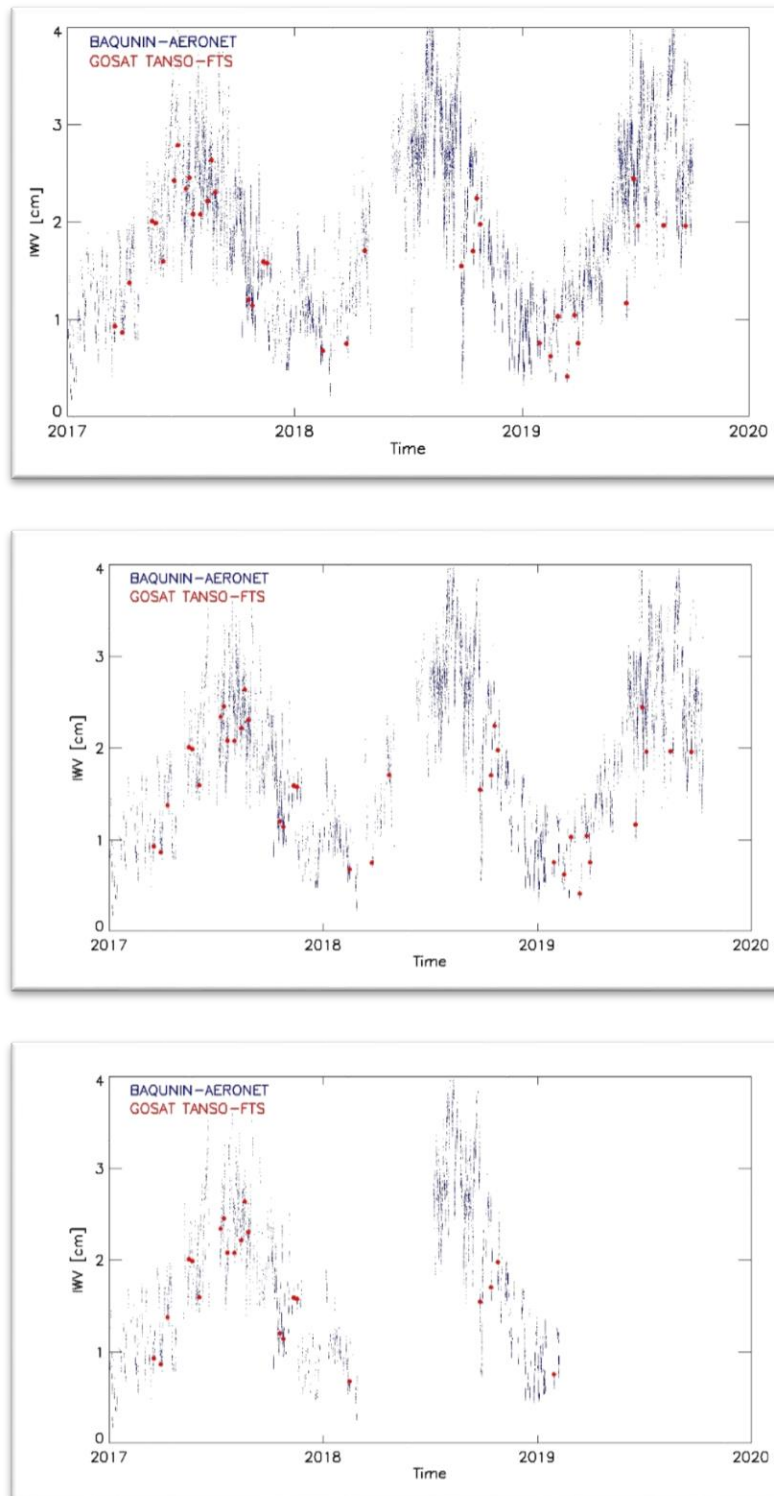 4
BAQUNIN-AERONET
GOSAT TANSO-FTS
3
IWV [cm]
2
1
0
2017 2018 2019 2020
Time
4
BAQUNIN-AERONET
GOSAT TANSO-FTS
3
IWV [cm]
2
1
0
2017 2018 2019 2020
Time
4
BAQUNIN-AERONET
GOSAT TANSO-FTS
3
IWV [cm]
2
1
0
2017 2018 2019 2020
Time